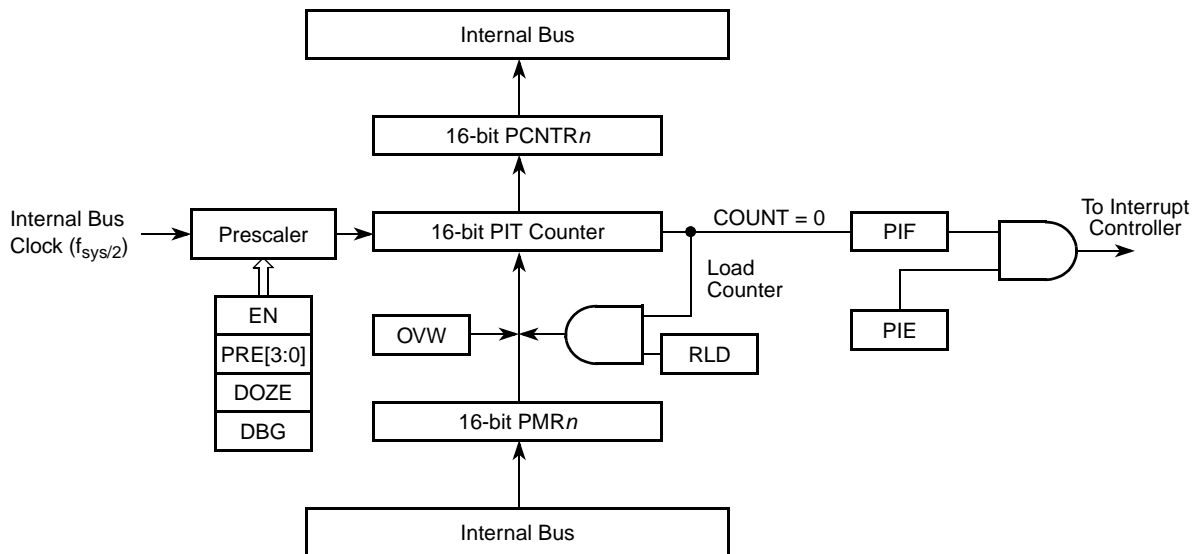 Internal Bus
16-bit PCNTRn
Internal Bus
Clock (fsys/2)
Prescaler
16-bit PIT Counter
COUNT = 0
PIF
To Interrupt
Controller
Load
Counter
EN
PRE[3:0]
DOZE
DBG
OVW
RLD
PIE
16-bit PMRn
Internal Bus